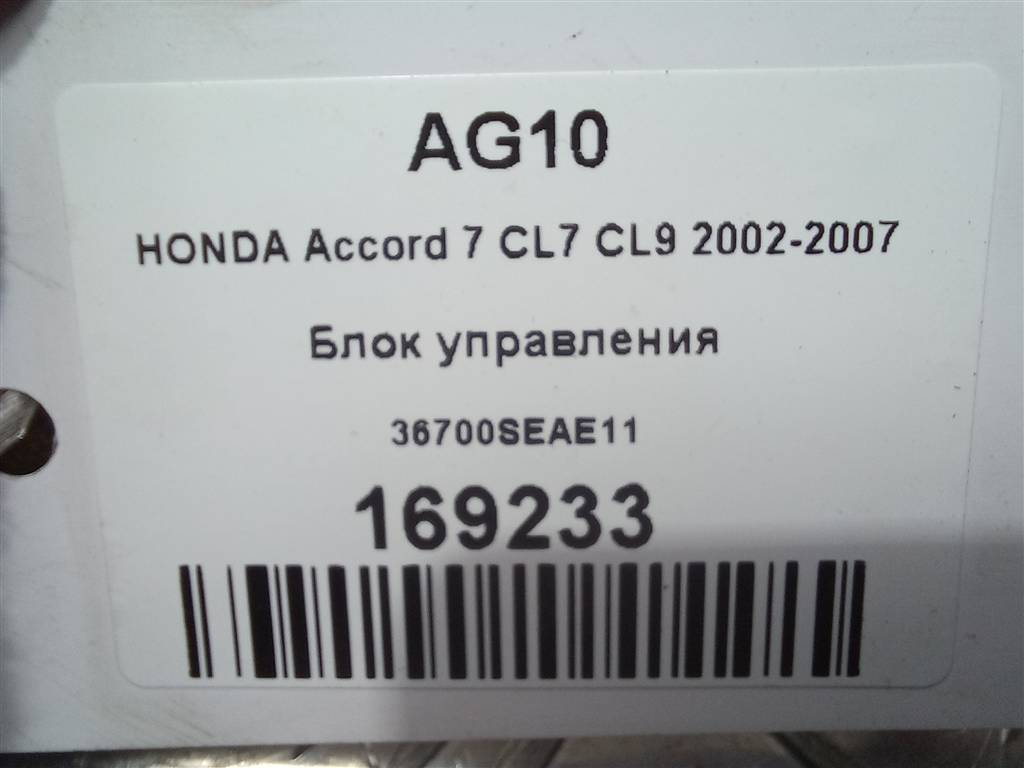 AG10
HONDA Accord 7 CL7 CL9 2002-2007
Блок управления
36700SEAE11
169233